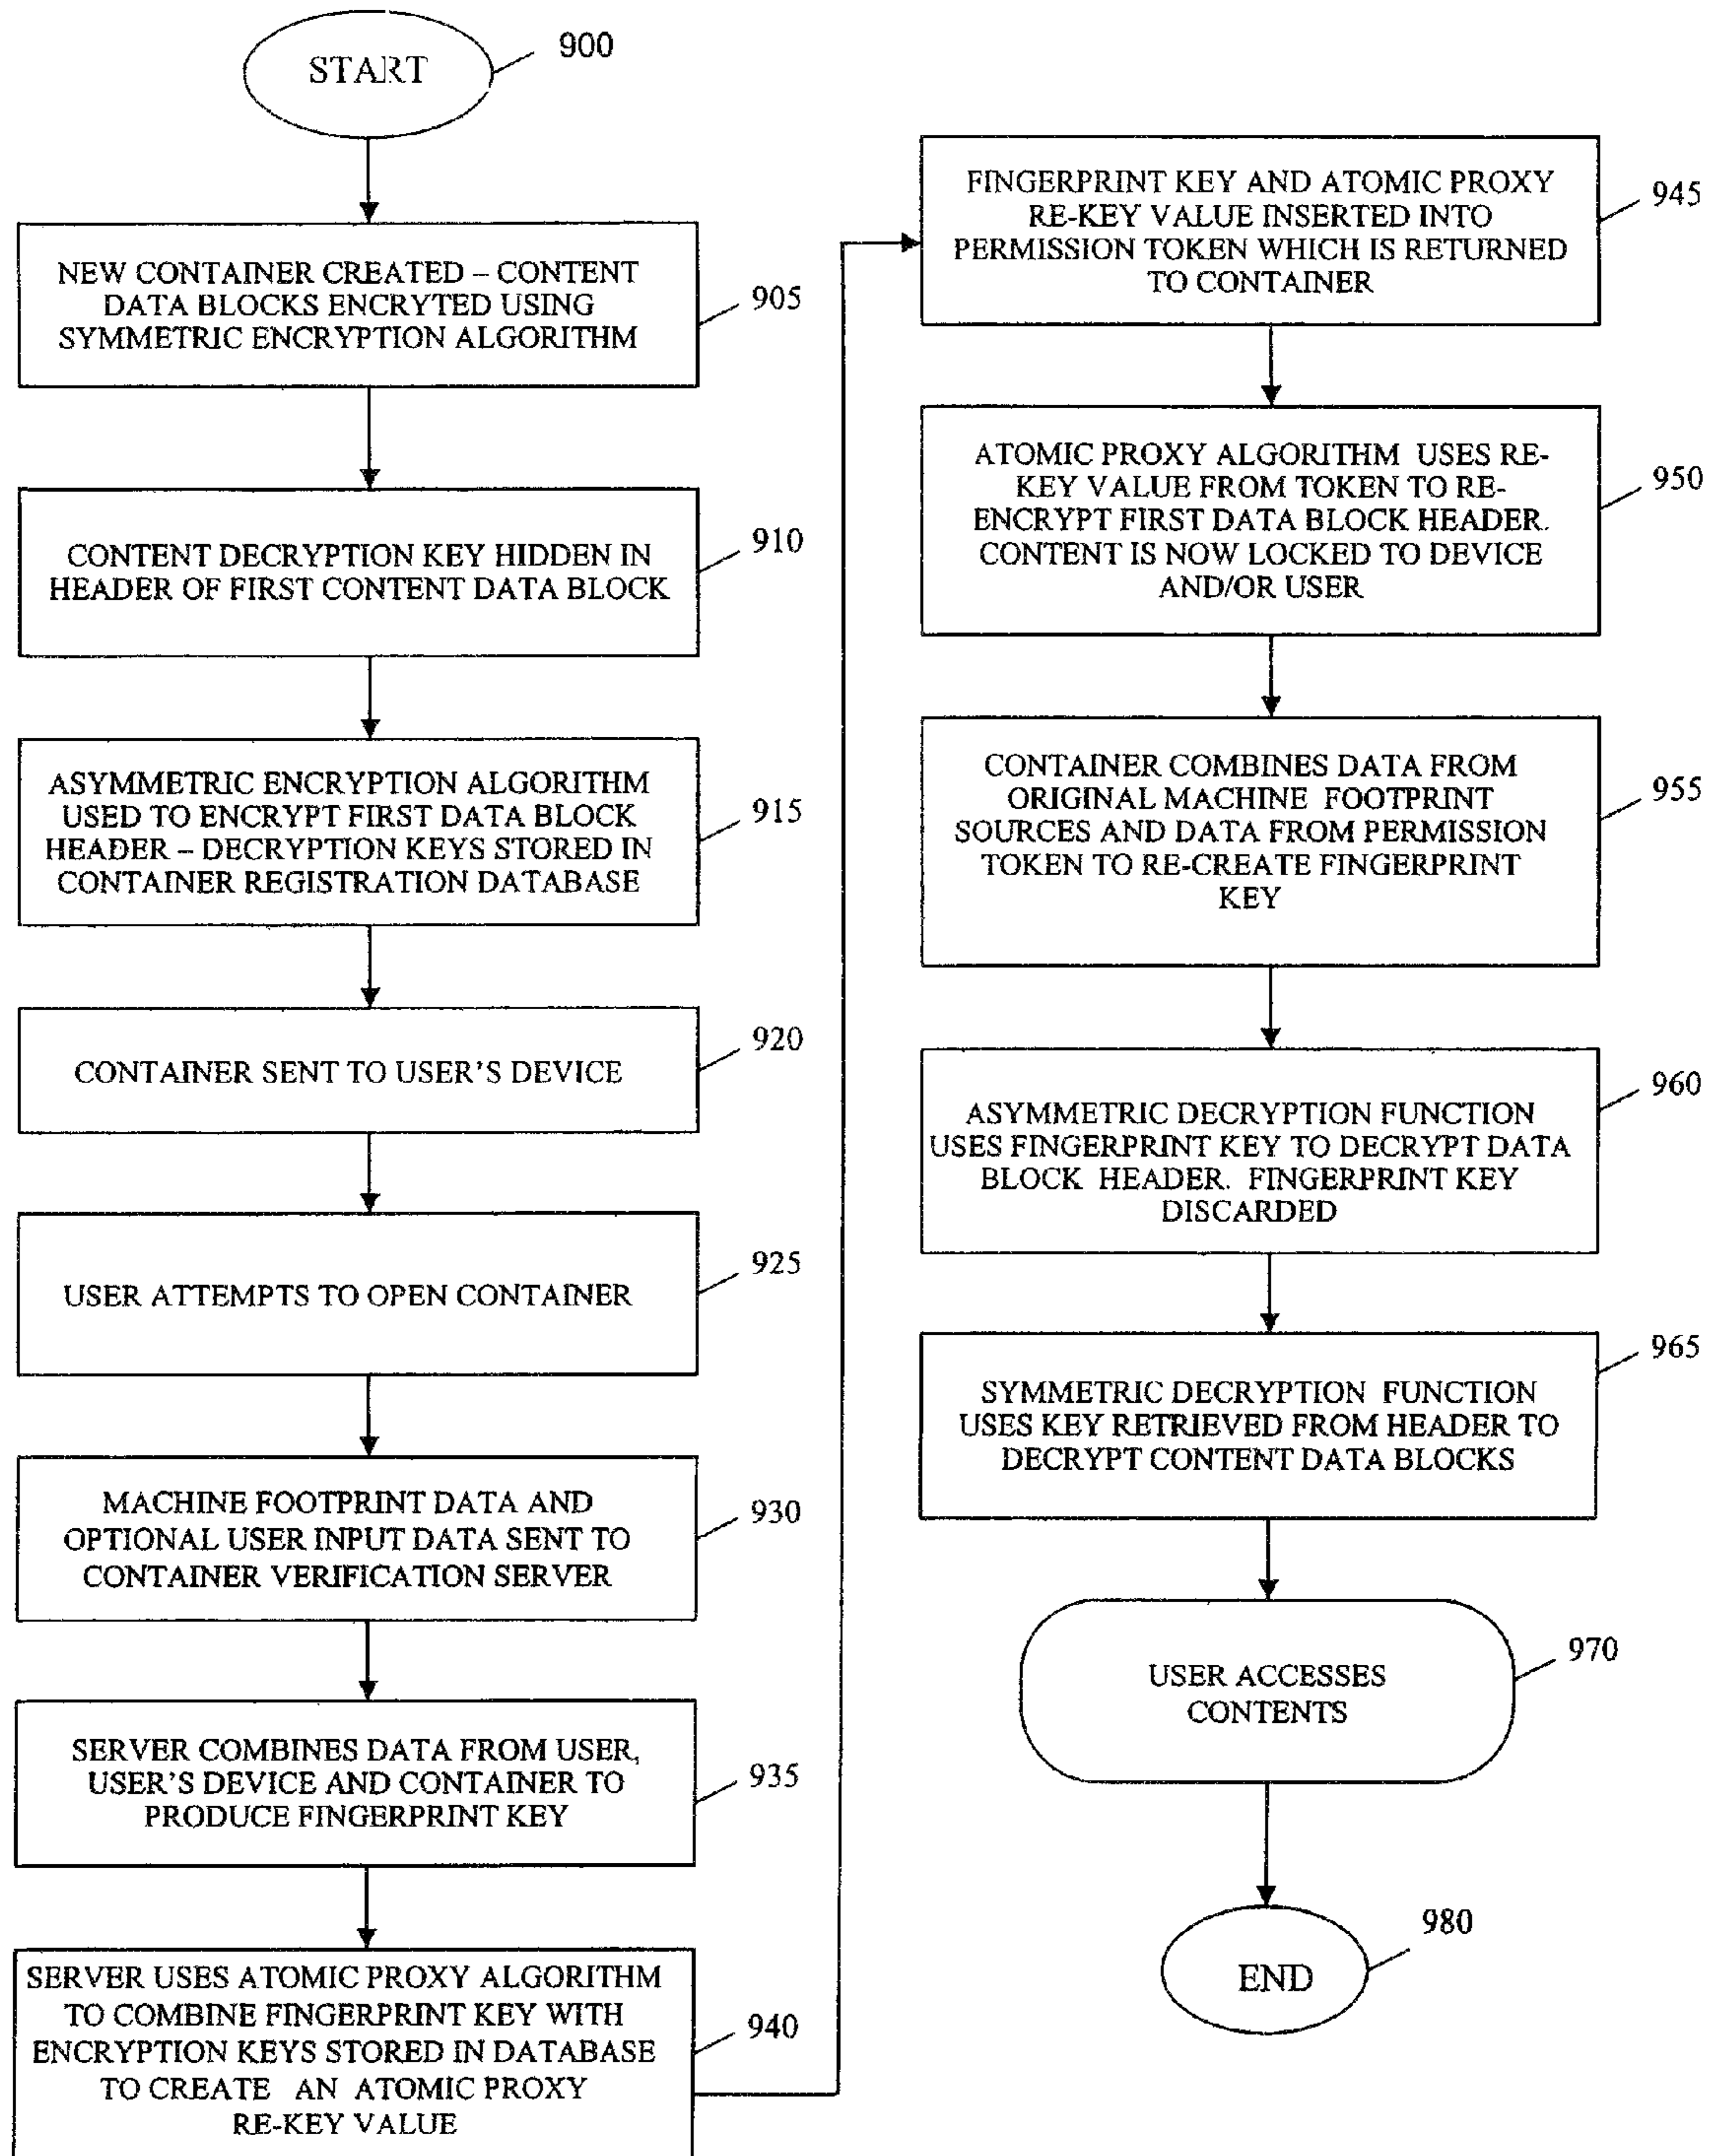 START
900
NEW CONTAINER CREATED – CONTENT
DATA BLOCKS ENCRYTED USING
SYMMETRIC ENCRYPTION ALGORITHM
905
CONTENT DECRYPTION KEY HIDDEN IN
HEADER OF FIRST CONTENT DATA BLOCK
910
ASYMMETRIC ENCRYPTION ALGORITHM
USED TO ENCRYPT FIRST DATA BLOCK
HEADER – DECRYPTION KEYS STORED IN
CONTAINER REGISTRATION DATABASE
915
CONTAINER SENT TO USER'S DEVICE
920
USER ATTEMPTS TO OPEN CONTAINER
925
MACHINE FOOTPRINT DATA AND
OPTIONAL USER INPUT DATA SENT TO
CONTAINER VERIFICATION SERVER
930
SERVER COMBINES DATA FROM USER,
USER'S DEVICE AND CONTAINER TO
PRODUCE FINGERPRINT KEY
935
SERVER USES ATOMIC PROXY ALGORITHM
TO COMBINE FINGERPRINT KEY WITH
ENCRYPTION KEYS STORED IN DATABASE
TO CREATE AN ATOMIC PROXY
RE-KEY VALUE
940
FINGERPRINT KEY AND ATOMIC PROXY
RE-KEY VALUE INSERTED INTO
PERMISSION TOKEN WHICH IS RETURNED
TO CONTAINER
945
ATOMIC PROXY ALGORITHM USES RE-
KEY VALUE FROM TOKEN TO RE-
ENCRYPT FIRST DATA BLOCK HEADER.
CONTENT IS NOW LOCKED TO DEVICE
AND/OR USER
950
CONTAINER COMBINES DATA FROM
ORIGINAL MACHINE FOOTPRINT
SOURCES AND DATA FROM PERMISSION
TOKEN TO RE-CREATE FINGERPRINT
KEY
955
ASYMMETRIC DECRYPTION FUNCTION
USES FINGERPRINT KEY TO DECRYPT DATA
BLOCK HEADER. FINGERPRINT KEY
DISCARDED
960
SYMMETRIC DECRYPTION FUNCTION
USES KEY RETRIEVED FROM HEADER TO
DECRYPT CONTENT DATA BLOCKS
965
USER ACCESSES
CONTENTS
970
END
980